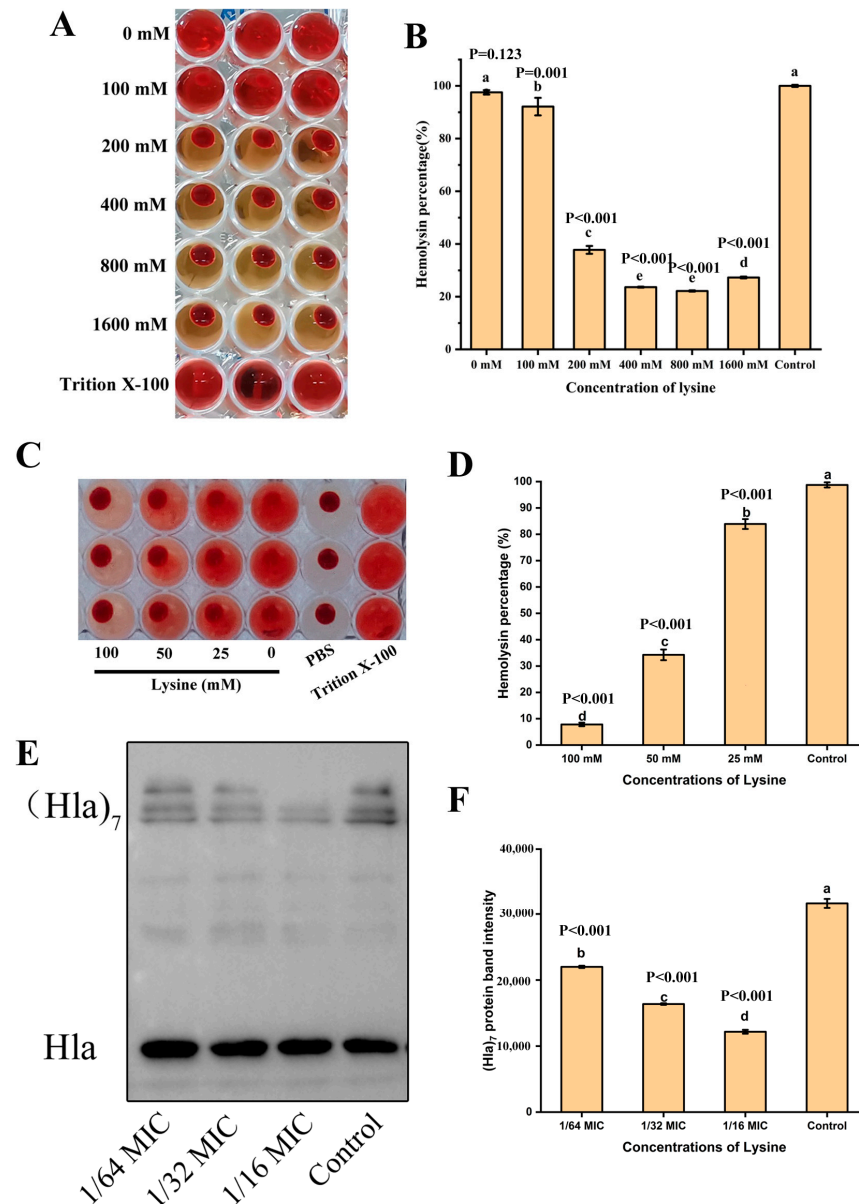 A
0 mM
100 mM
200 mM
400 mM
800 mM
1600 mM
Trition X-100
B
Hemolysin percentage(%)
100
80
60
40
20
0
P=0.123
a
P=0.001
b
P<0.001
c
P<0.001
e
P<0.001
e
P<0.001
d
a
0 mM 100 mM 200 mM 400 mM 800 mM 1600 mM Control
Concentration of lysine
C
100 50 25 0 PBS Trition X-100
Lysine (mM)
D
Hemolysin percentage (%)
100
90
80
70
60
50
40
30
20
10
0
P<0.001
d
P<0.001
c
P<0.001
b
a
100 mM 50 mM 25 mM Control
Concentrations of Lysine
E
(Hla)7
Hla
1/64 MIC 1/32 MIC 1/16 MIC Control
F
(Hla)7 protein band intensity
40,000
30,000
20,000
10,000
0
P<0.001
b
P<0.001
c
P<0.001
d
a
1/64 MIC 1/32 MIC 1/16 MIC Control
Concentrations of Lysine